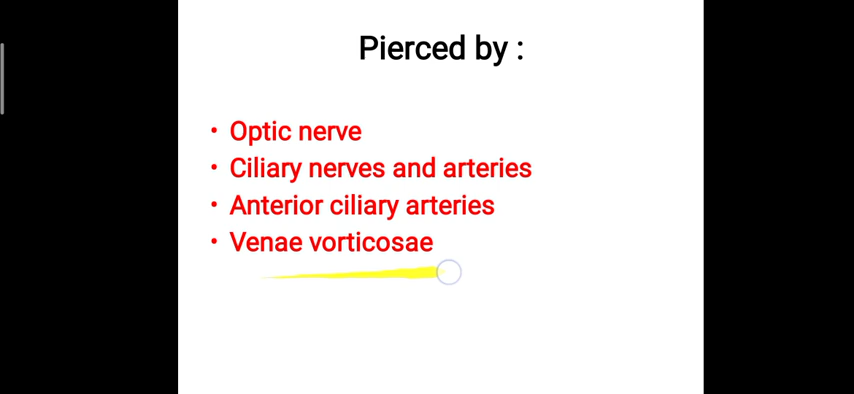 Pierced by :
• Optic nerve
• Ciliary nerves and arteries
• Anterior ciliary arteries
• Venae vorticosae